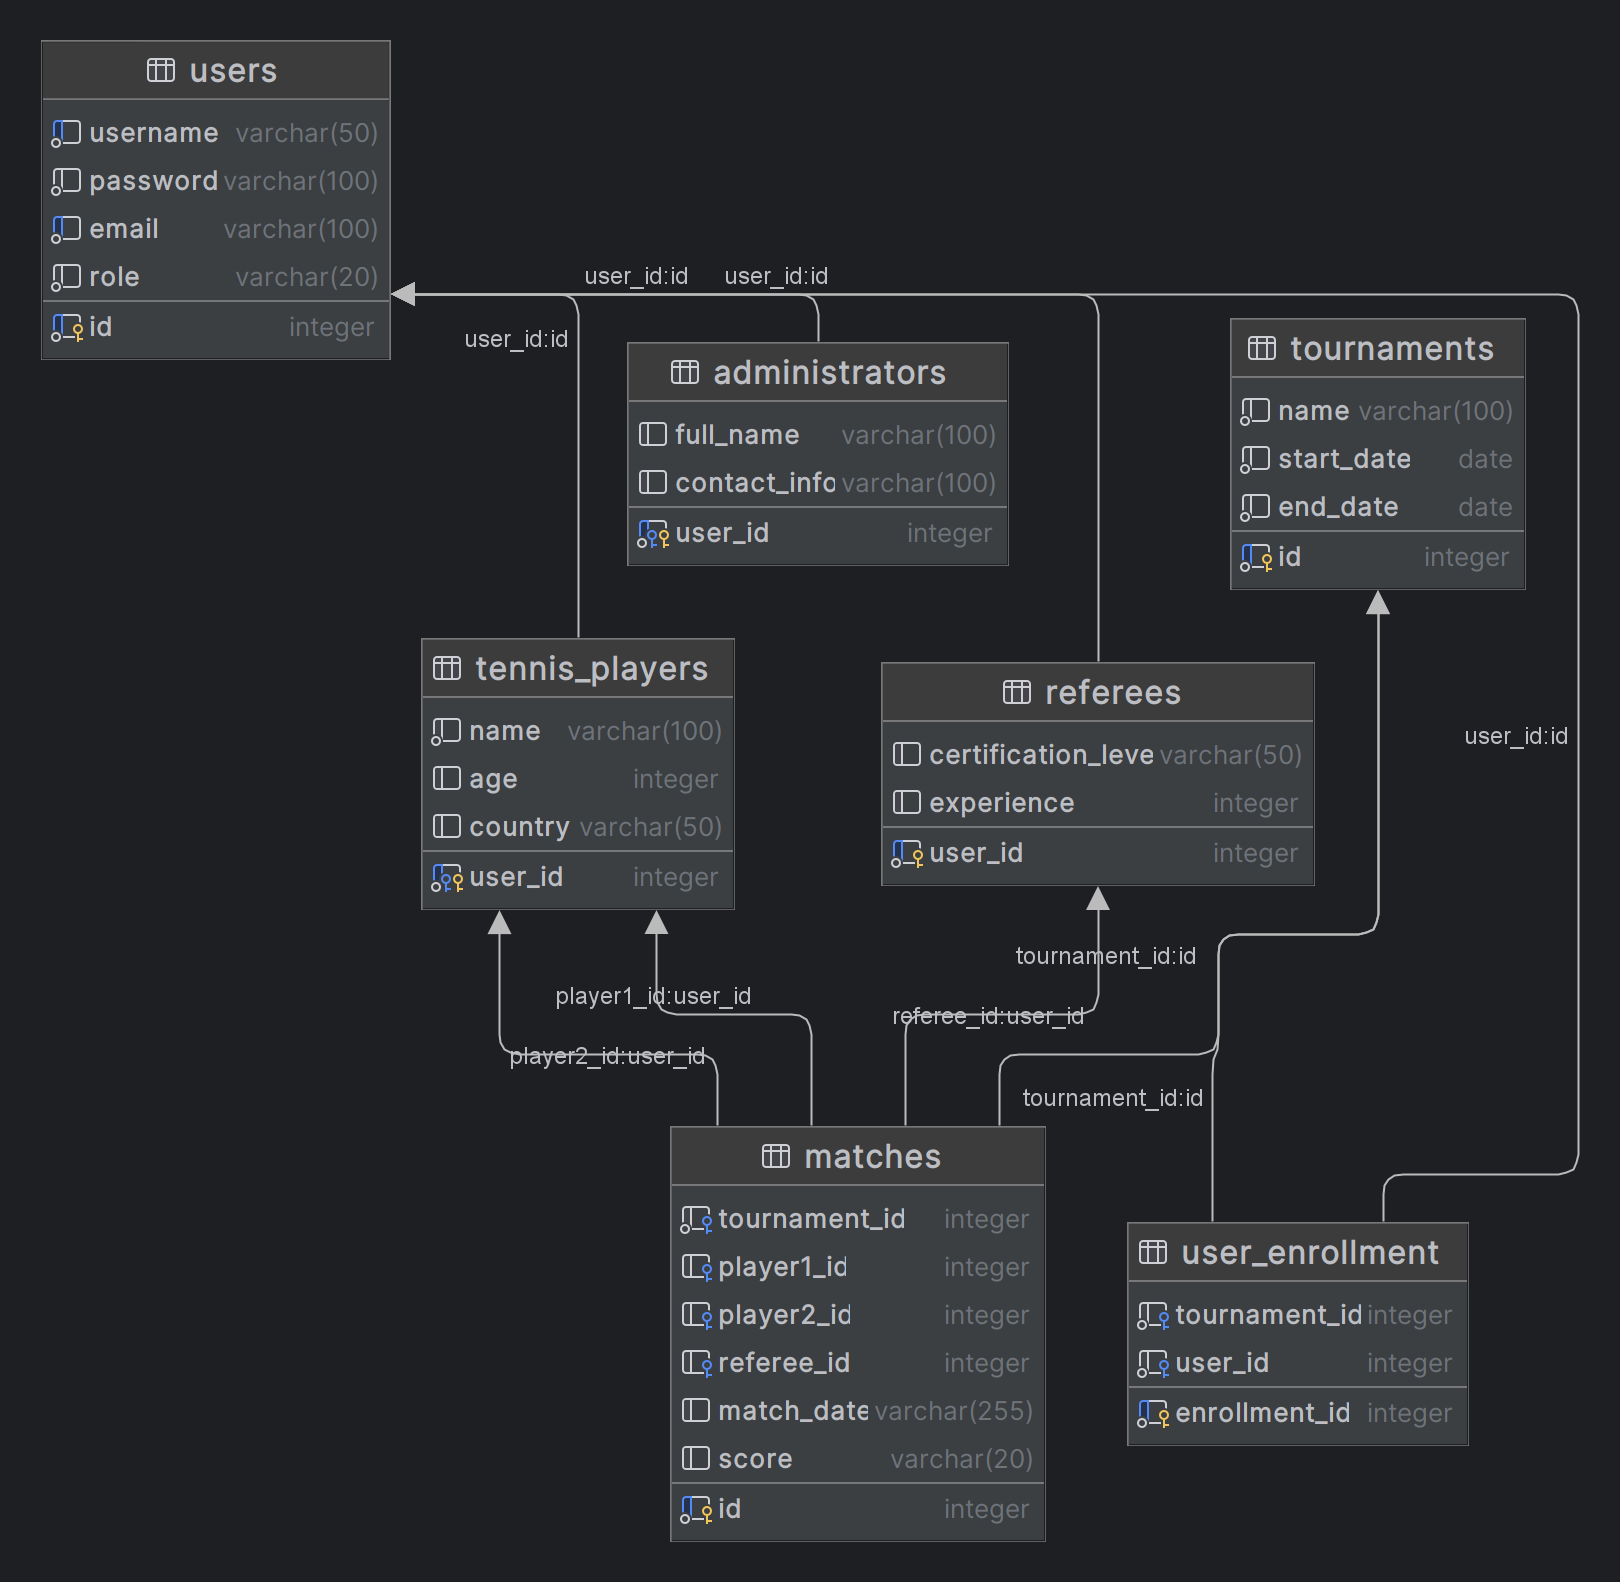 users
username varchar(50)
password varchar(100)
email varchar(100)
role varchar(20)
id integer
user_id:id user_id:id
user_id:id
administrators
full_name varchar(100)
contact_info varchar(100)
user_id integer
tournaments
name varchar(100)
start_date date
end_date date
id integer
tennis_players
name varchar(100)
age integer
country varchar(50)
user_id integer
referees
certification_leve varchar(50)
experience integer
user_id integer
user_id:id
tournament_id:id
player1_id:user_id
referee_id:user_id
player2_id:user_id
tournament_id:id
matches
tournament_id integer
player1_id integer
player2_id integer
referee_id integer
match_date varchar(255)
score varchar(20)
id integer
user_enrollment
tournament_id integer
user_id integer
enrollment_id integer